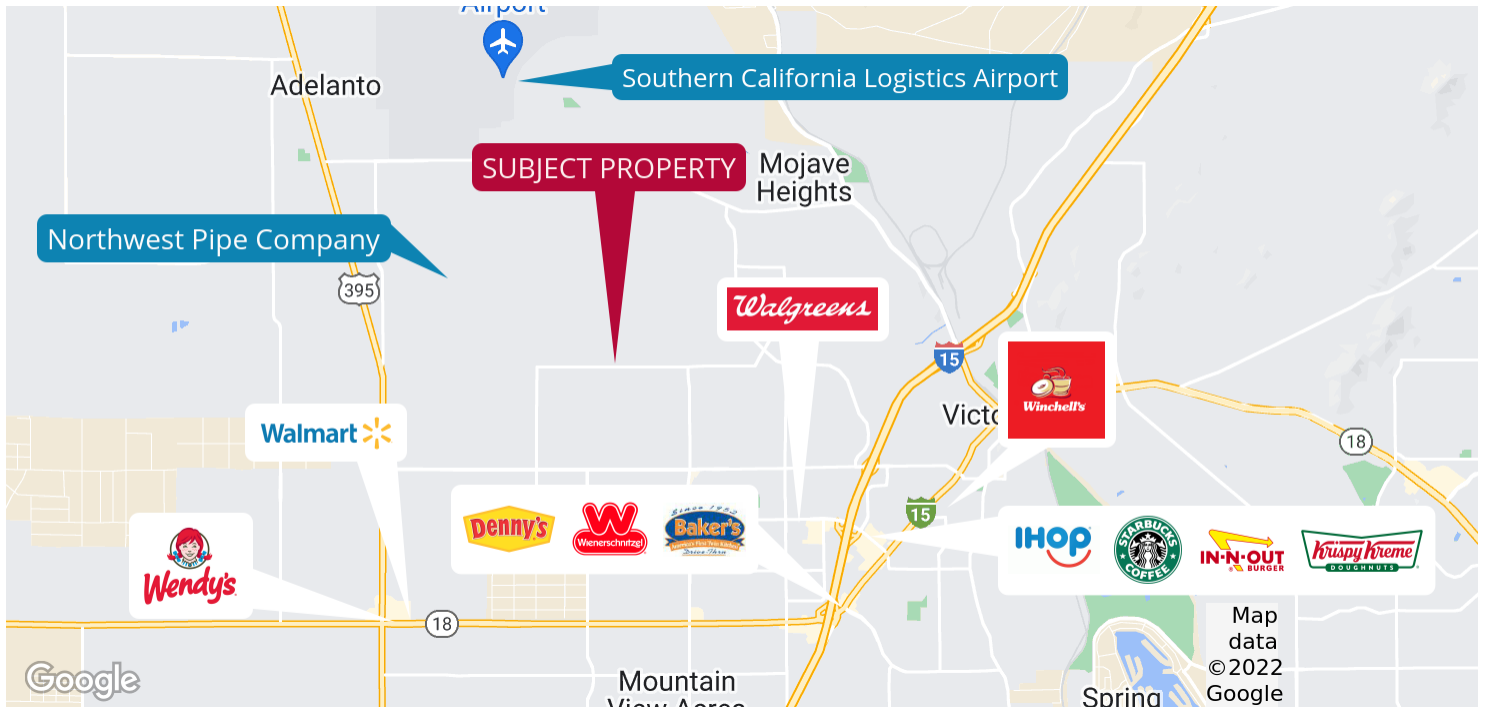 Airport
Adelanto
Southern California Logistics Airport
SUBJECT PROPERTY
Mojave
Heights
Northwest Pipe Company
395
Walgreens
15
Winchell's
Victo
Walmart
18
15
Denny's
Wienerschnitzel
Since 1952
Baker's
Drive-Thru
IHOP
STARBUCKS
COFFEE
IN-N-OUT
BURGER
Krispy Kreme
DOUGHNUTS
Wendy's
18
Map
data
©2022
Google
Google
Mountain
View Acres
Spring